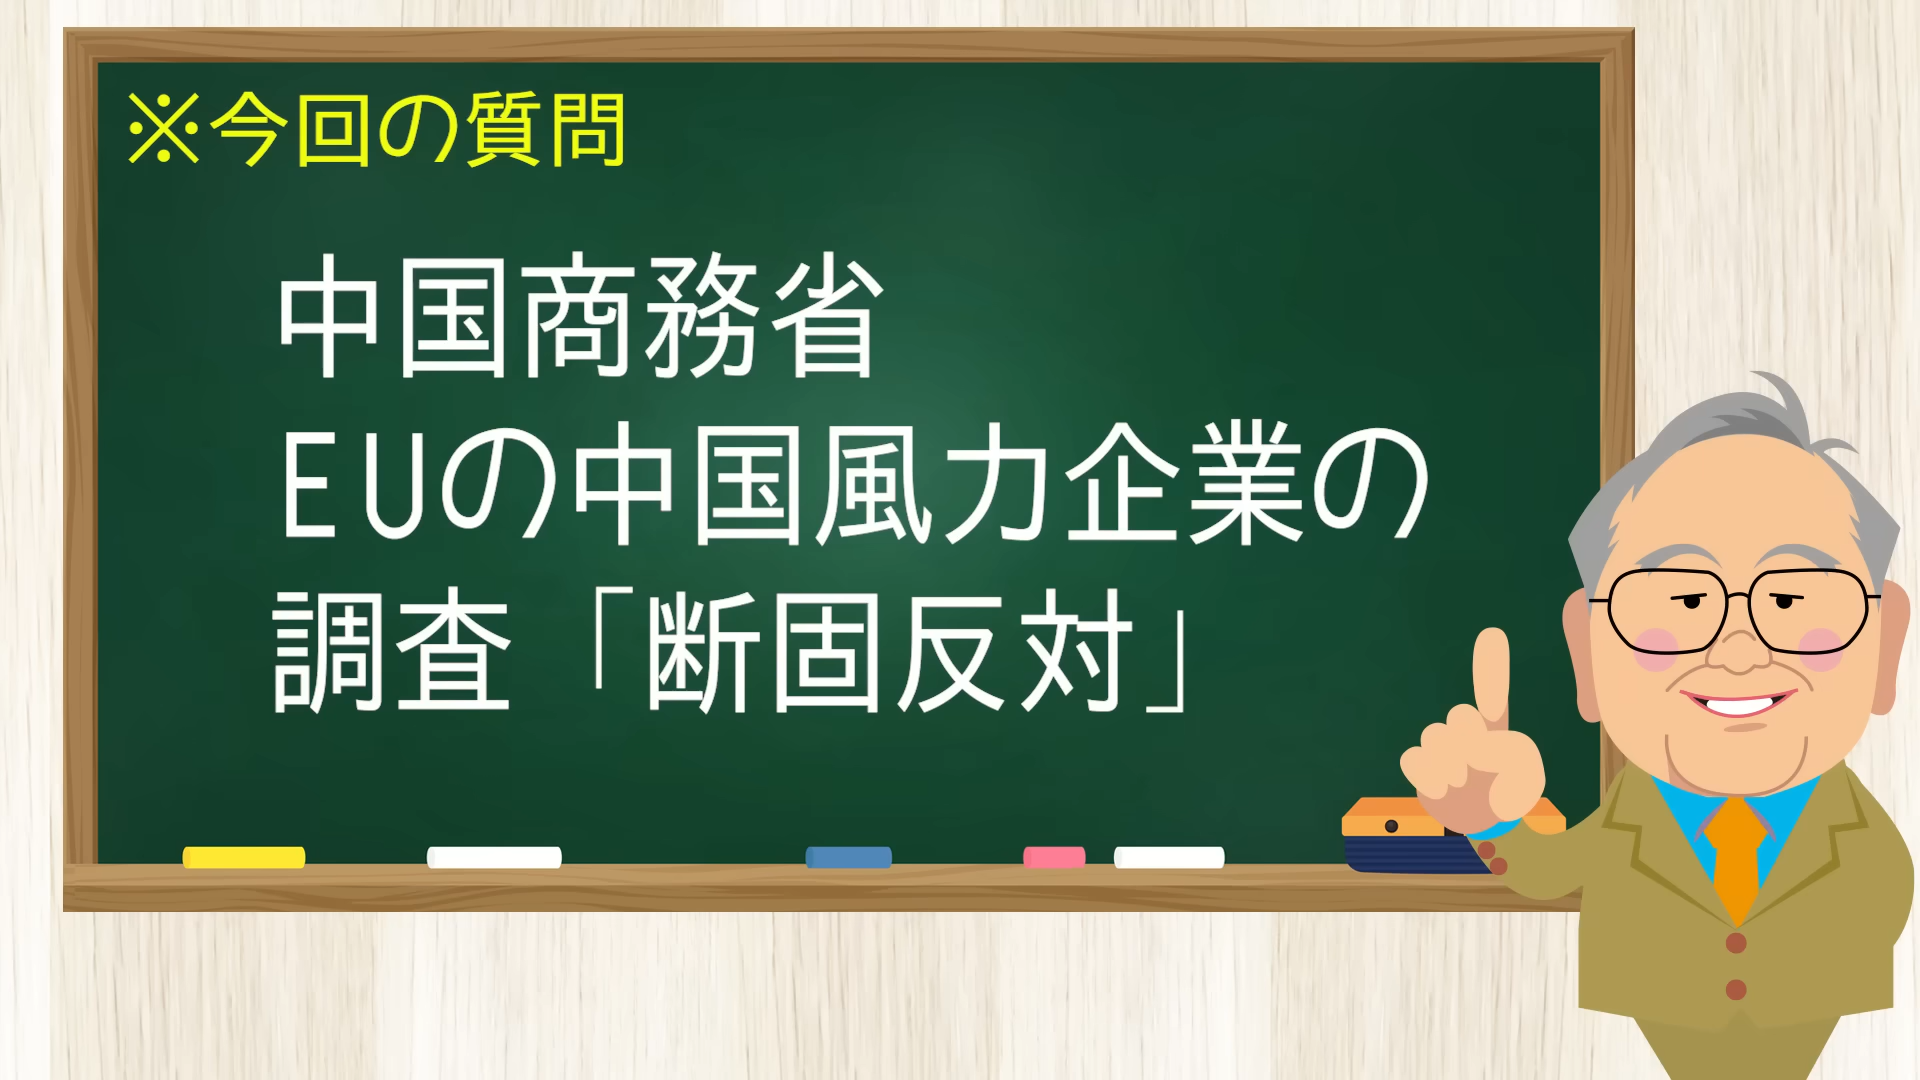 ※今回の質問
中国商務省
EUの中国風力企業の
調査「断固反対」